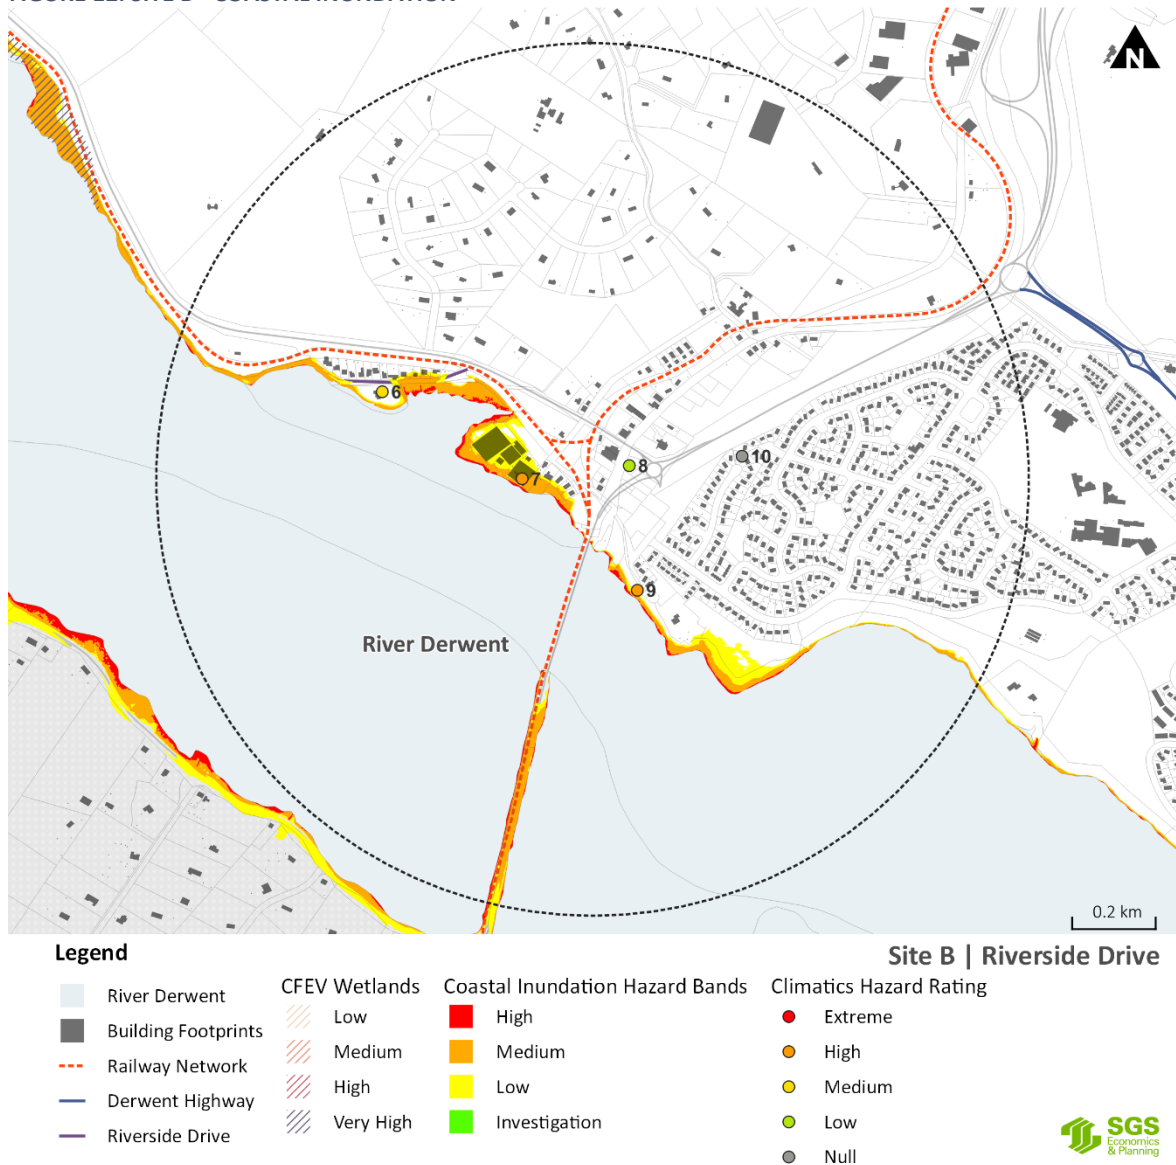 N
6
7
8
10
9
River Derwent
0.2 km
Legend
Site B | Riverside Drive
River Derwent
Building Footprints
Railway Network
Derwent Highway
Riverside Drive
CFEV Wetlands
Low
Medium
High
Very High
Coastal Inundation Hazard Bands
High
Medium
Low
Investigation
Climatics Hazard Rating
Extreme
High
Medium
Low
Null
SGS
Economics
& Planning